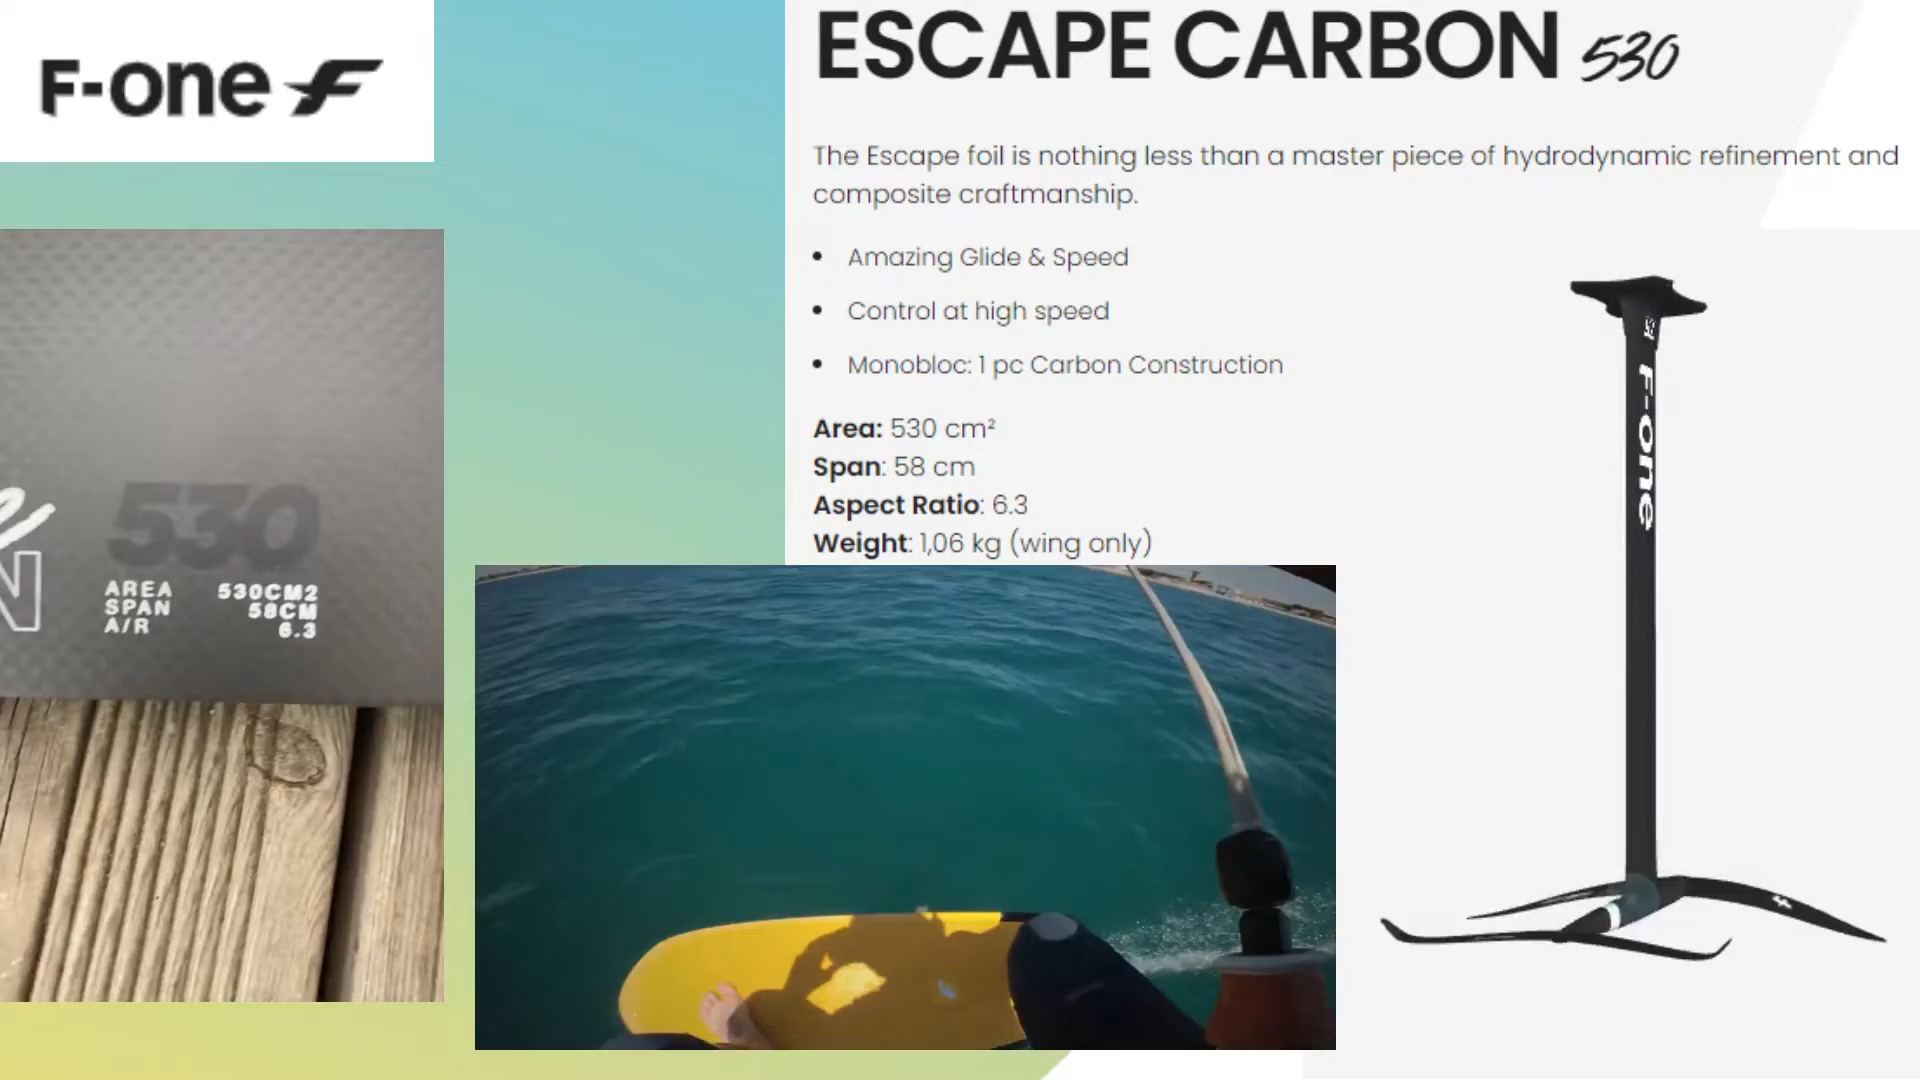 F-one
ESCAPE CARBON 530
The Escape foil is nothing less than a master piece of hydrodynamic refinement and
composite craftmanship.
• Amazing Glide & Speed
• Control at high speed
• Monobloc: 1 pc Carbon Construction
Area: 530 cm²
Span: 58 cm
Aspect Ratio: 6.3
Weight: 1,06 kg (wing only)
530
AREA 530CM2
SPAN 58CM
A/R 6.3
F-one